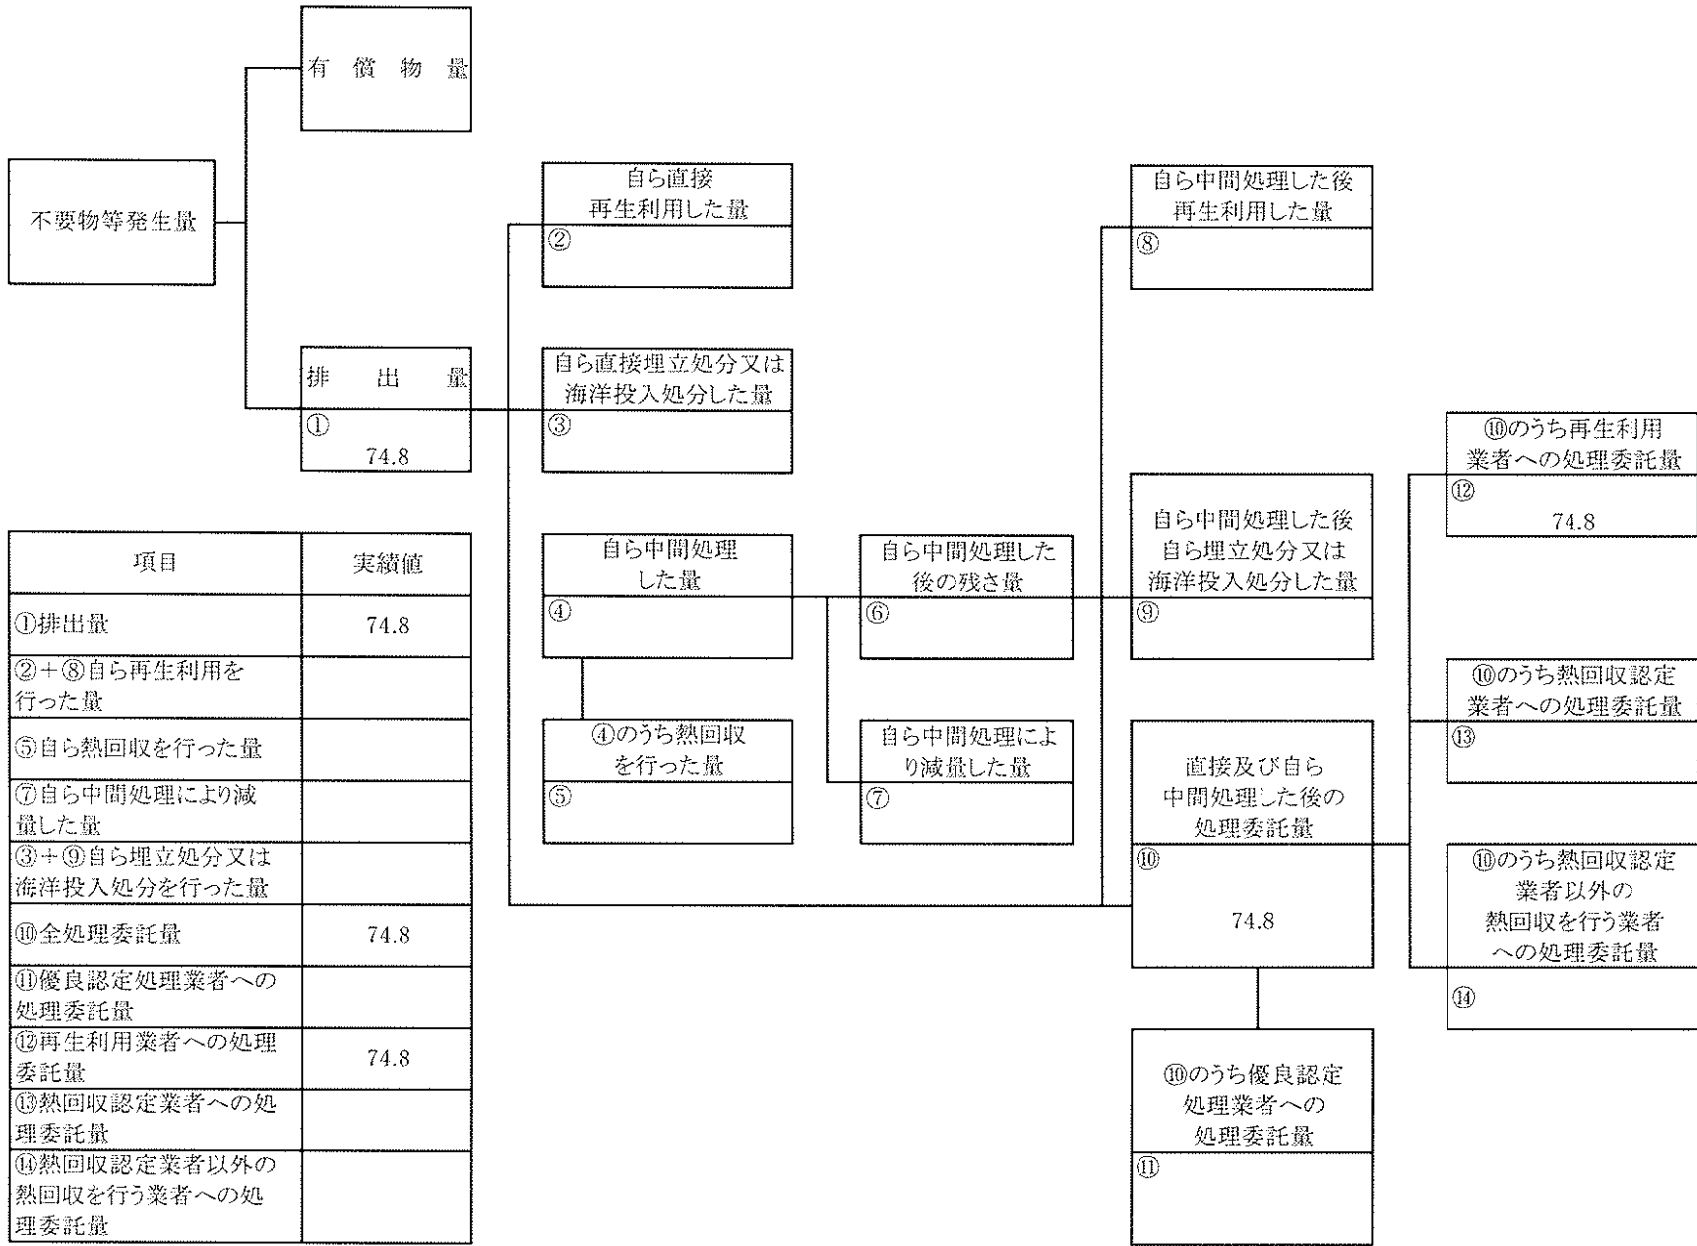 有償物量
不要物等発生量
排出量
①
74.8
自ら直接
再生利用した量
②
自ら直接埋立処分又は
海洋投入処分した量
③
自ら中間処理
した量
④
④のうち熱回収
を行った量
⑤
自ら中間処理した
後の残さ量
⑥
自ら中間処理によ
り減量した量
⑦
自ら中間処理した後
再生利用した量
⑧
自ら中間処理した後
自ら埋立処分又は
海洋投入処分した量
⑨
直接及び自ら
中間処理した後の
処理委託量
⑩
74.8
⑩のうち優良認定
処理業者への
処理委託量
⑪
⑩のうち再生利用
業者への処理委託量
⑫
74.8
⑩のうち熱回収認定
業者への処理委託量
⑬
⑩のうち熱回収認定
業者以外の
熱回収を行う業者
への処理委託量
⑭
項目 実績値
①排出量 74.8
②+⑧自ら再生利用を
行った量
⑤自ら熱回収を行った量
⑦自ら中間処理により減
量した量
③+⑨自ら埋立処分又は
海洋投入処分を行った量
⑩全処理委託量 74.8
⑪優良認定処理業者への
処理委託量
⑫再生利用業者への処理
委託量 74.8
⑬熱回収認定業者への処
理委託量
⑭熱回収認定業者以外の
熱回収を行う業者への処
理委託量